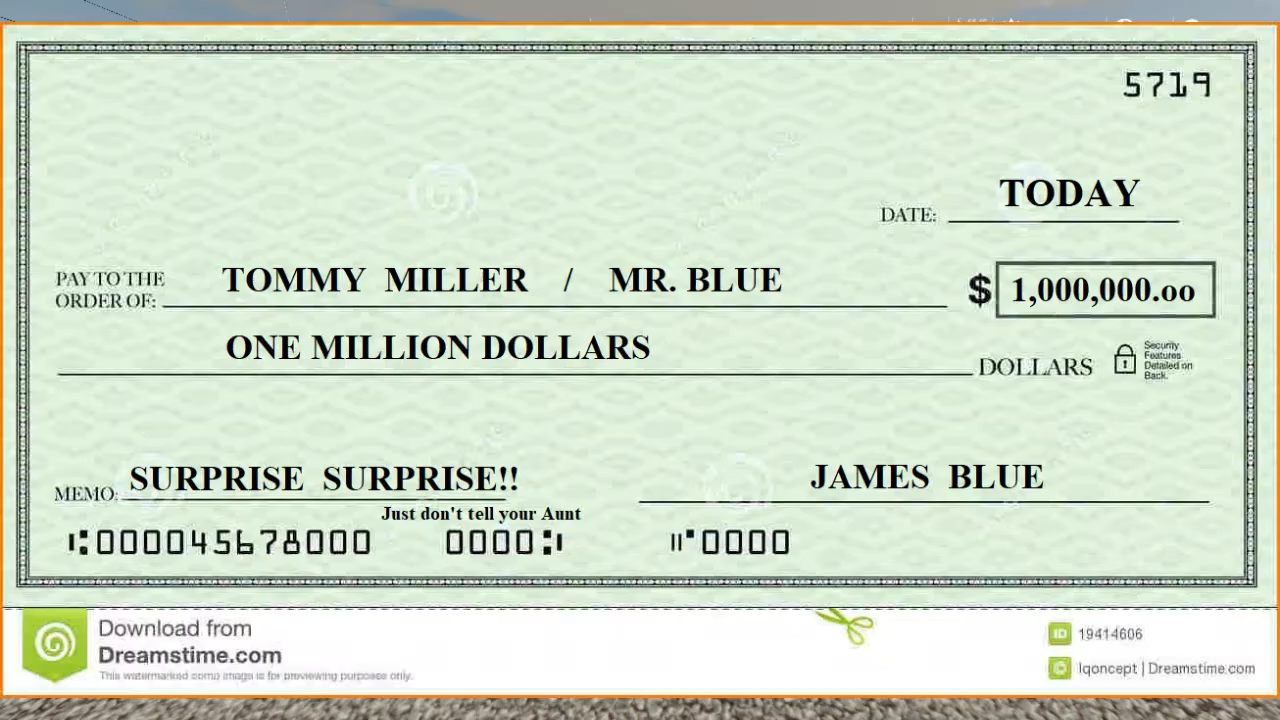 5719
TODAY
DATE:
PAY TO THE
ORDER OF:
TOMMY MILLER / MR. BLUE
$ 1,000,000.oo
ONE MILLION DOLLARS
DOLLARS
Security
Features
Detailed on
Back.
MEMO: SURPRISE SURPRISE!!
JAMES BLUE
Just don't tell your Aunt
⑆000045678000 0000⑆ ⑈0000
Download from
Dreamstime.com
This watermarked comp image is for previewing purposes only.
ID 19414606
© Iqoncept | Dreamstime.com